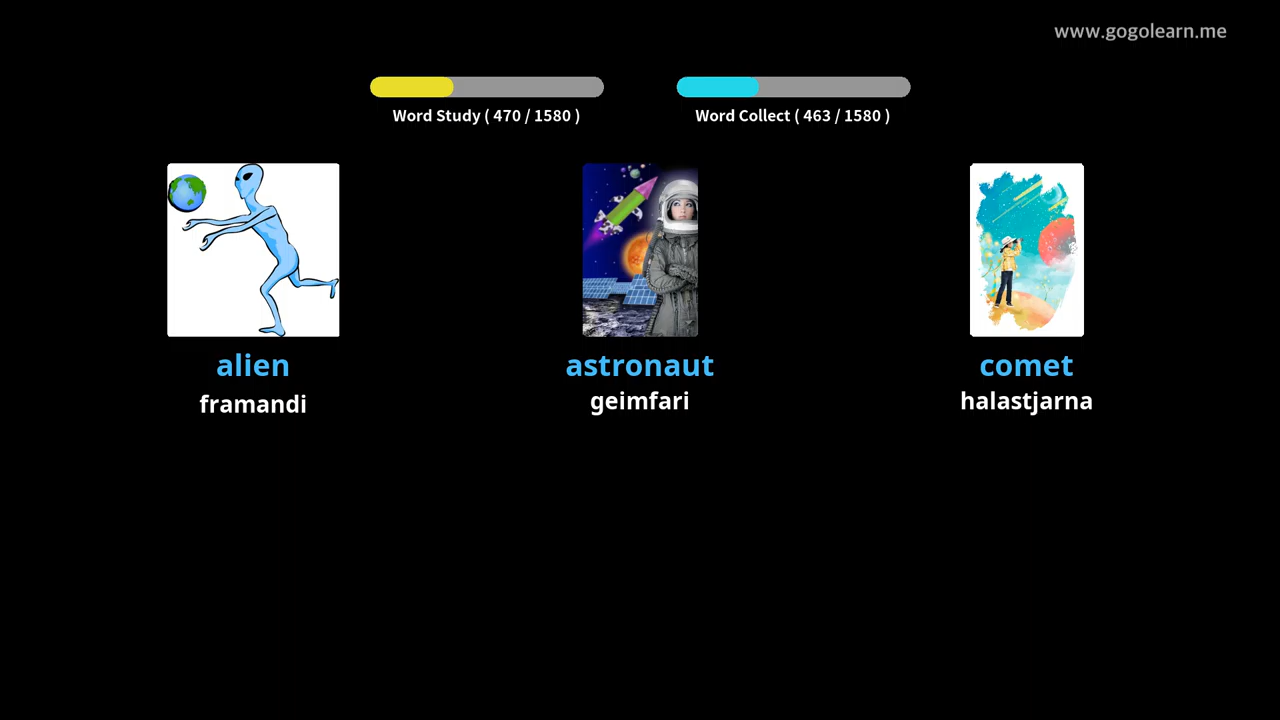 www.gogolearn.me
Word Study ( 470 / 1580 )
Word Collect ( 463 / 1580 )
alien
astronaut
comet
framandi
geimfari
halastjarna